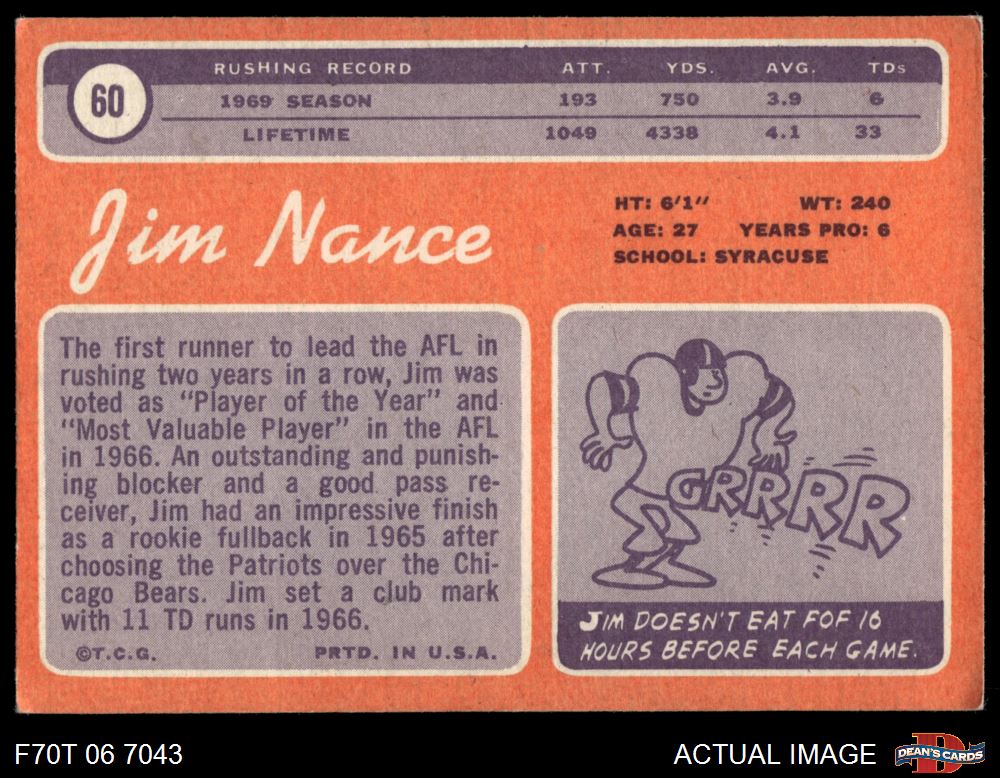 60
RUSHING RECORD ATT. YDS. AVG. TDs
1969 SEASON 193 750 3.9 6
LIFETIME 1049 4338 4.1 33
Jim Nance
HT: 6'1" WT: 240
AGE: 27 YEARS PRO: 6
SCHOOL: SYRACUSE
The first runner to lead the AFL in
rushing two years in a row, Jim was
voted as "Player of the Year" and
"Most Valuable Player" in the AFL
in 1966. An outstanding and punish-
ing blocker and a good pass re-
ceiver, Jim had an impressive finish
as a rookie fullback in 1965 after
choosing the Patriots over the Chi-
cago Bears. Jim set a club mark
with 11 TD runs in 1966.
©T.C.G. PRTD. IN U.S.A.
GRRRR
JIM DOESN'T EAT FOF 16
HOURS BEFORE EACH GAME.
F70T 06 7043
ACTUAL IMAGE
D
DEAN'S CARDS